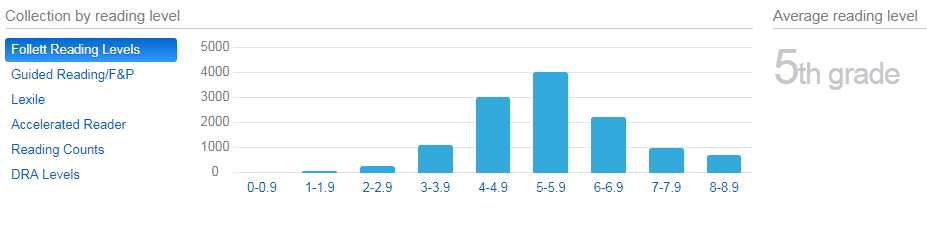 Collection by reading level
Average reading level
Follett Reading Levels
Guided Reading/F&P
Lexile
Accelerated Reader
Reading Counts
DRA Levels
5000
4000
3000
2000
1000
0
0-0.9 1-1.9 2-2.9 3-3.9 4-4.9 5-5.9 6-6.9 7-7.9 8-8.9
5th grade